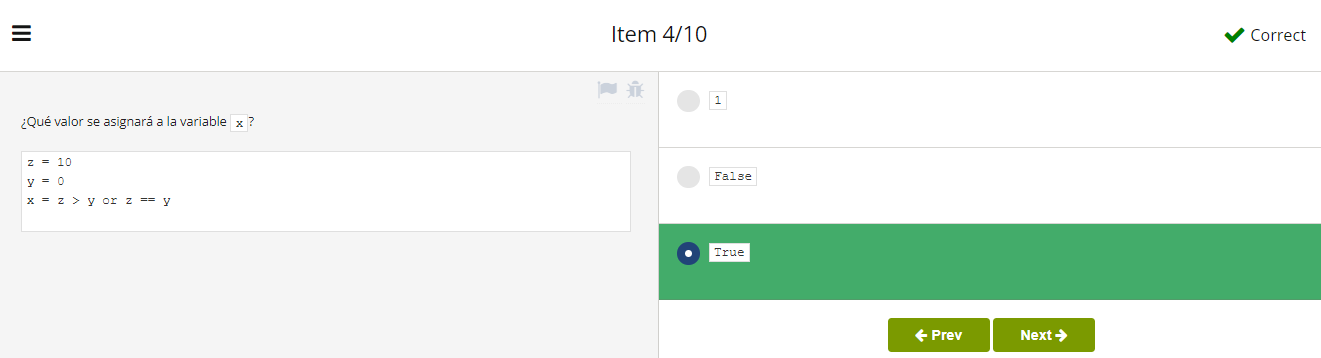 Item 4/10
Correct
¿Qué valor se asignará a la variable x?
z = 10
y = 0
x = z > y or z == y
1
False
True
Prev
Next